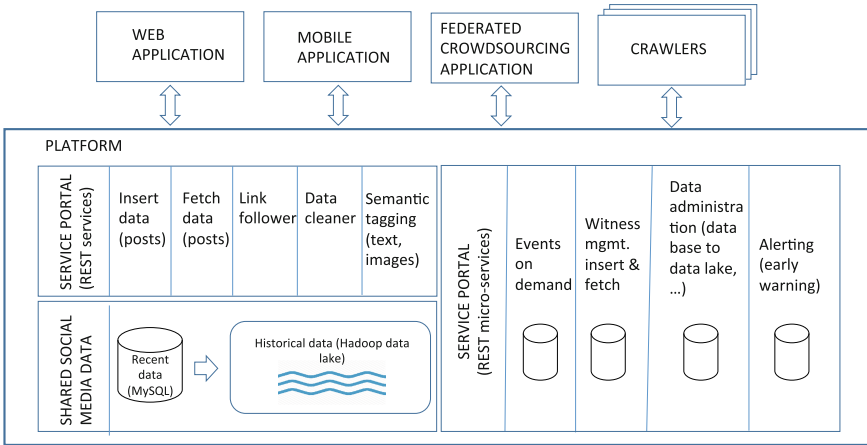 WEB
APPLICATION
MOBILE
APPLICATION
FEDERATED
CROWDSOURCING
APPLICATION
CRAWLERS
PLATFORM
SERVICE PORTAL
(REST services)
Insert
data
(posts)
Fetch
data
(posts)
Link
follower
Data
cleaner
Semantic
tagging
(text,
images)
SHARED SOCIAL
MEDIA DATA
Recent
data
(MySQL)
Historical data (Hadoop data
lake)
SERVICE PORTAL
(REST micro-services)
Events
on
demand
Witness
mgmt.
insert &
fetch
Data
administra
tion (data
base to
data lake,
...)
Alerting
(early
warning)